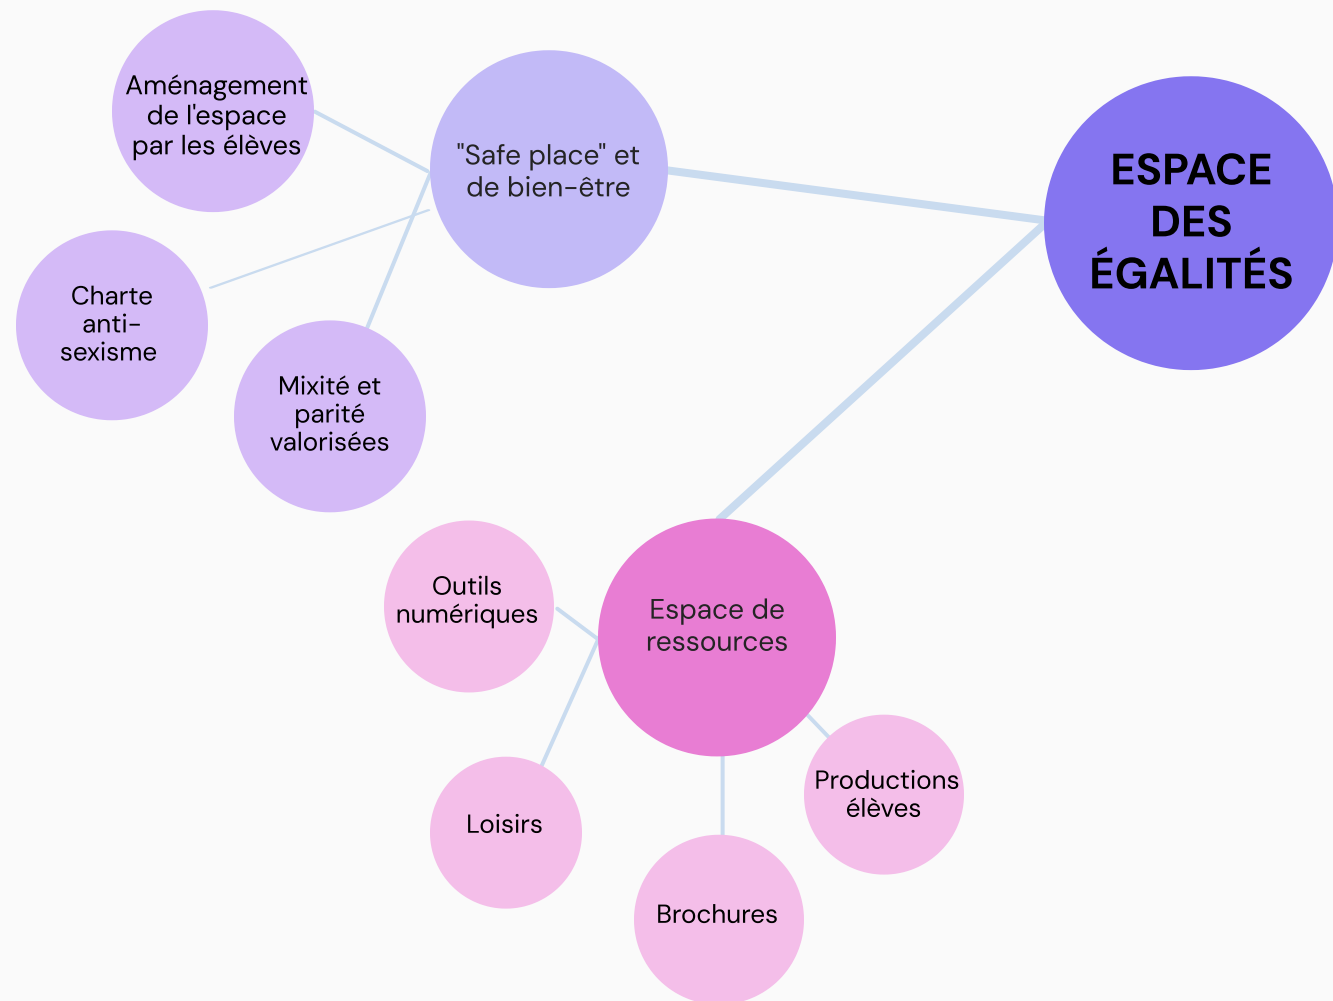 Aménagement
de l'espace
par les élèves
"Safe place" et
de bien-être
ESPACE
DES
ÉGALITÉS
Charte
anti-
sexisme
Mixité et
parité
valorisées
Outils
numériques
Espace de
ressources
Loisirs
Brochures
Productions
élèves